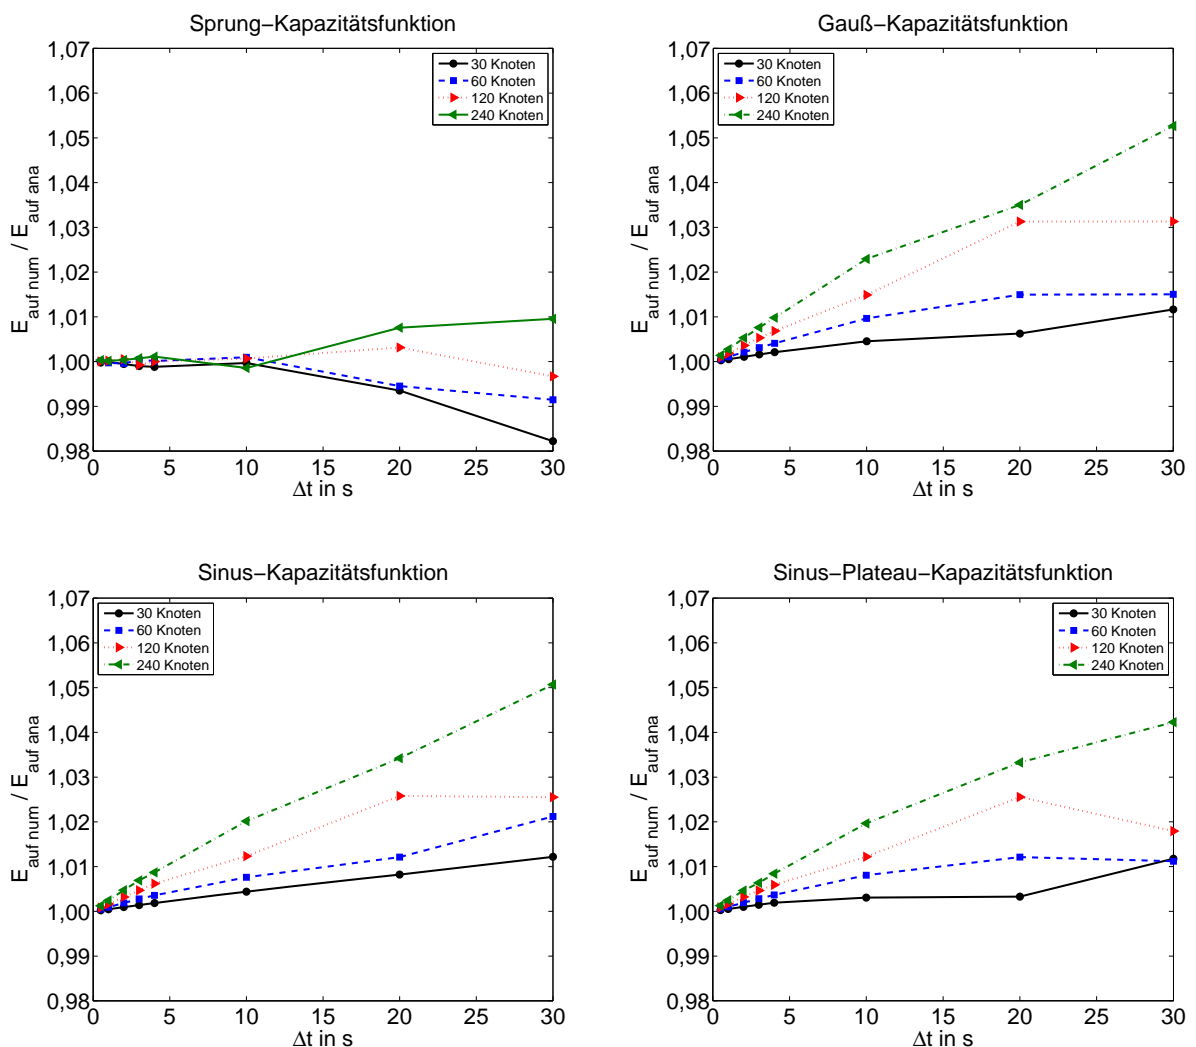 Sprung−Kapazitätsfunktion
1,07
1,06
1,05
1,04
1,03
1,02
1,01
1,00
0,99
0,98
E auf num / E auf ana
30 Knoten
60 Knoten
120 Knoten
240 Knoten
0 5 10 15 20 25 30
Δt in s
Gauß−Kapazitätsfunktion
1,07
1,06
1,05
1,04
1,03
1,02
1,01
1,00
0,99
0,98
E auf num / E auf ana
30 Knoten
60 Knoten
120 Knoten
240 Knoten
0 5 10 15 20 25 30
Δt in s
Sinus−Kapazitätsfunktion
1,07
1,06
1,05
1,04
1,03
1,02
1,01
1,00
0,99
0,98
E auf num / E auf ana
30 Knoten
60 Knoten
120 Knoten
240 Knoten
0 5 10 15 20 25 30
Δt in s
Sinus−Plateau−Kapazitätsfunktion
1,07
1,06
1,05
1,04
1,03
1,02
1,01
1,00
0,99
0,98
E auf num / E auf ana
30 Knoten
60 Knoten
120 Knoten
240 Knoten
0 5 10 15 20 25 30
Δt in s